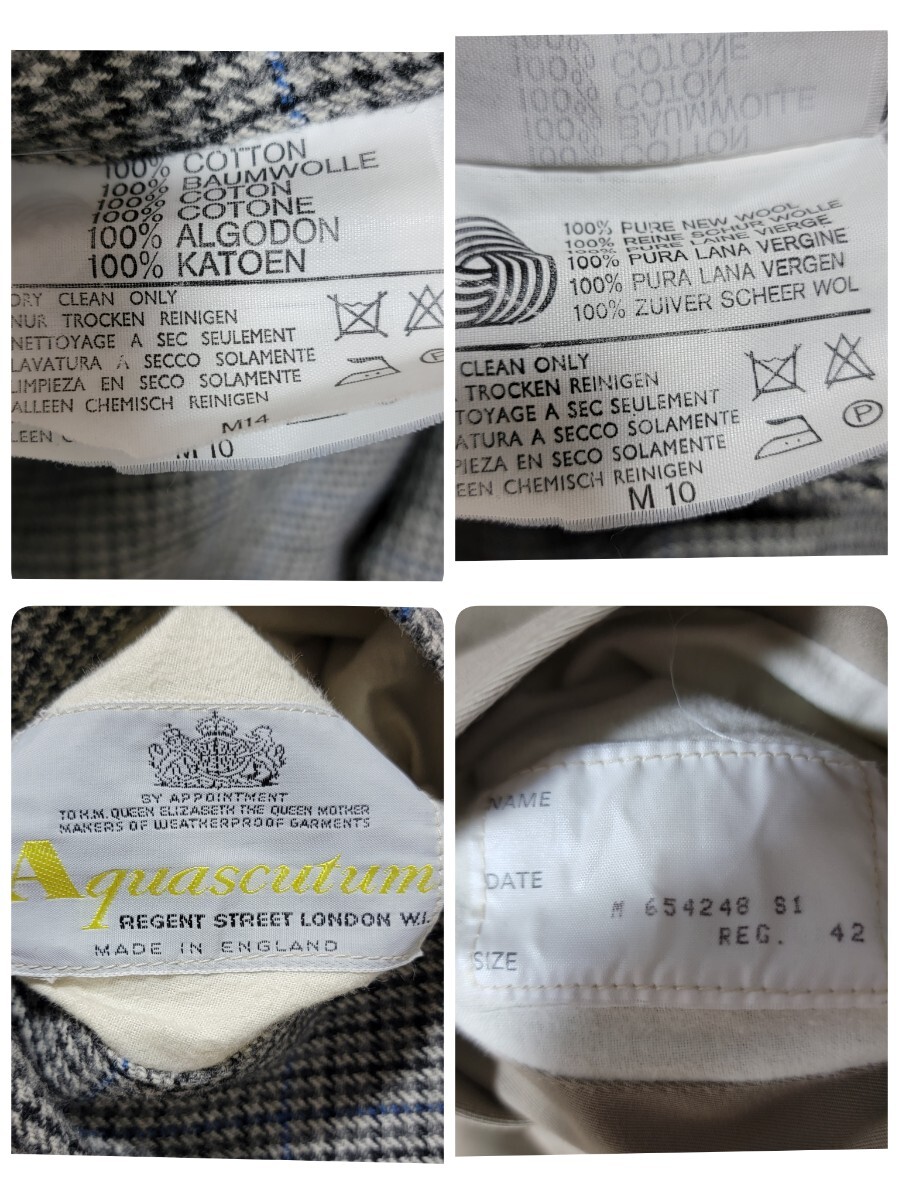 100% COTTON
100% BAUMWOLLE
100% COTON
100% COTONE
100% ALGODON
100% KATOEN
DRY CLEAN ONLY
NUR TROCKEN REINIGEN
NETTOYAGE A SEC SEULEMENT
LAVATURA A SECCO SOLAMENTE
LIMPIEZA EN SECO SOLAMENTE
ALLEEN CHEMISCH REINIGEN
M14
M 10
COTONE
100% COTON
100% BAUMWOLLE
100% COTTON
100% PURE NEW WOOL
100% REINE SCHUR WOLLE
100% PURE LAINE VIERGE
100% PURA LANA VERGINE
100% PURA LANA VERGEN
100% ZUIVER SCHEER WOL
CLEAN ONLY
TROCKEN REINIGEN
TOYAGE A SEC SEULEMENT
ATURA A SECCO SOLAMENTE
PIEZA EN SECO SOLAMENTE
EEN CHEMISCH REINIGEN
P
M 10
BY APPOINTMENT
TO H.M. QUEEN ELIZABETH THE QUEEN MOTHER
MAKERS OF WEATHERPROOF GARMENTS
Aquascutum
REGENT STREET LONDON W.I.
MADE IN ENGLAND
NAME
DATE
M 654248 S1
REG. 42
SIZE